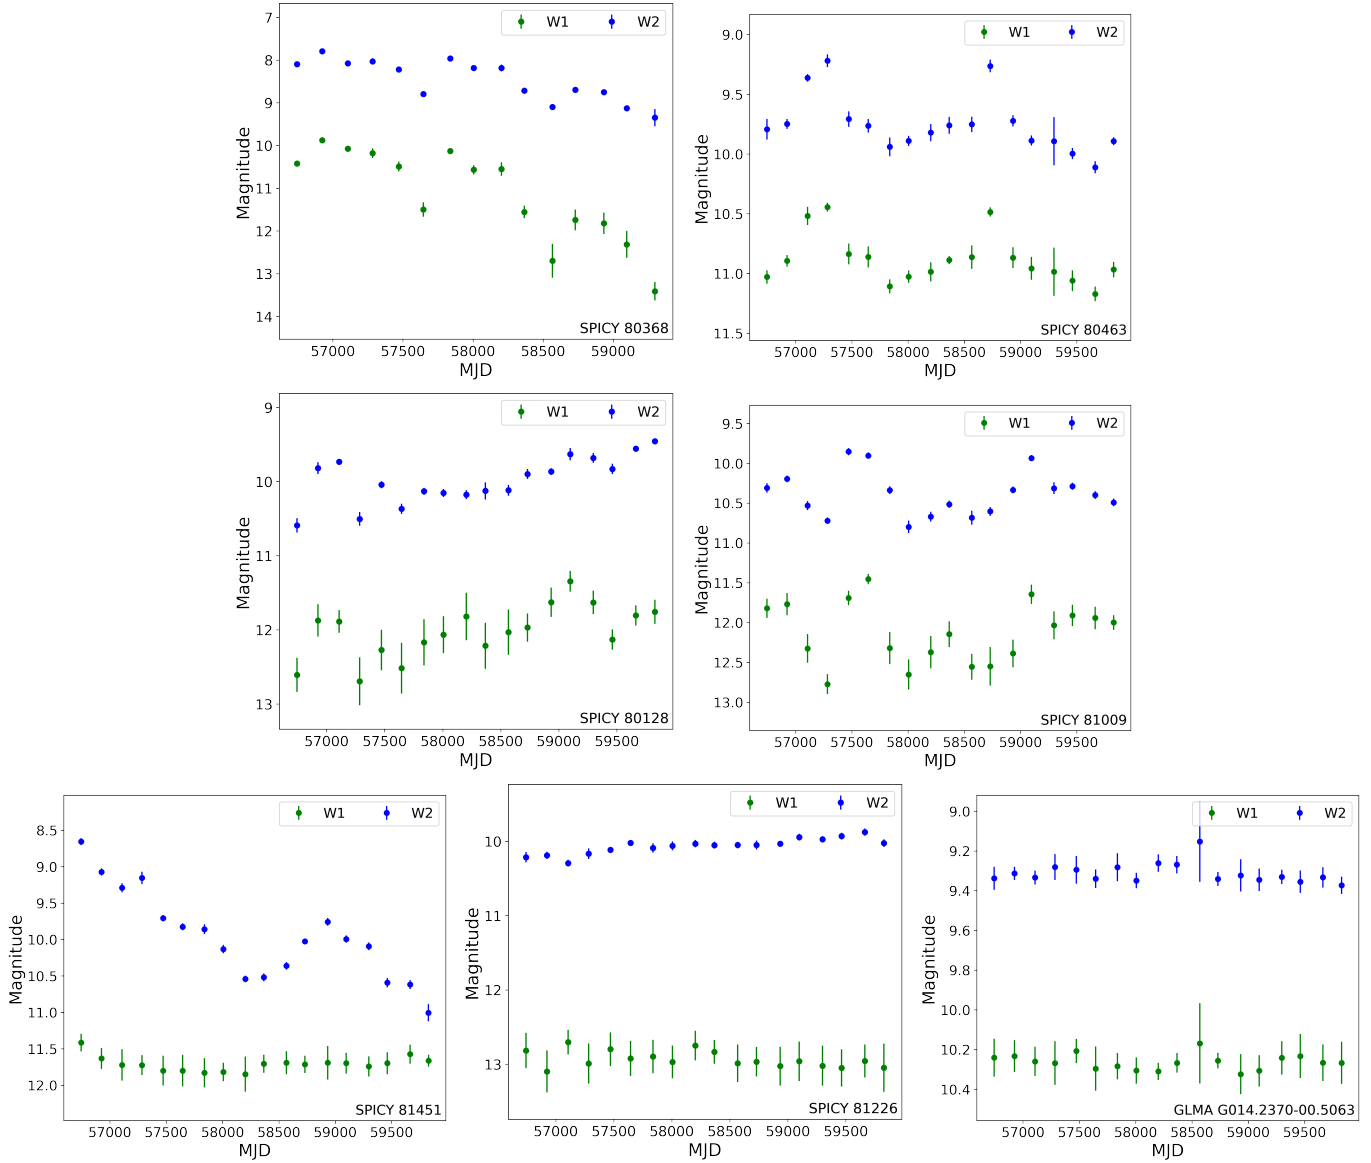 W1 W2
7
8
9
10
11
12
13
14
Magnitude
SPICY 80368
57000 57500 58000 58500 59000
MJD
W1 W2
9.0
9.5
10.0
10.5
11.0
11.5
Magnitude
SPICY 80463
57000 57500 58000 58500 59000 59500
MJD
W1 W2
9
10
11
12
13
Magnitude
SPICY 80128
57000 57500 58000 58500 59000 59500
MJD
W1 W2
9.5
10.0
10.5
11.0
11.5
12.0
12.5
13.0
Magnitude
SPICY 81009
57000 57500 58000 58500 59000 59500
MJD
W1 W2
8.5
9.0
9.5
10.0
10.5
11.0
11.5
12.0
Magnitude
SPICY 81451
57000 57500 58000 58500 59000 59500
MJD
W1 W2
10
11
12
13
Magnitude
SPICY 81226
57000 57500 58000 58500 59000 59500
MJD
W1 W2
9.0
9.2
9.4
9.6
9.8
10.0
10.2
10.4
Magnitude
GLMA G014.2370-00.5063
57000 57500 58000 58500 59000 59500
MJD